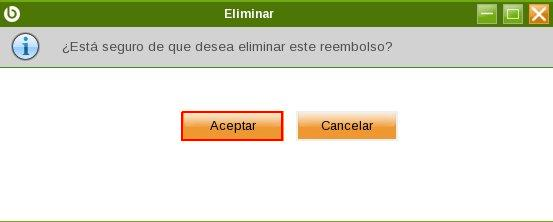 Eliminar
¿Está seguro de que desea eliminar este reembolso?
Aceptar
Cancelar